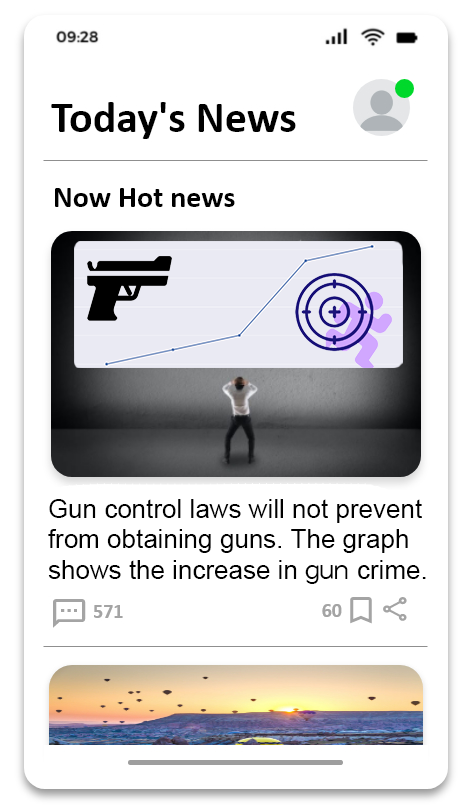 09:28
Today's News
Now Hot news
Gun control laws will not prevent
from obtaining guns. The graph
shows the increase in gun crime.
571
60